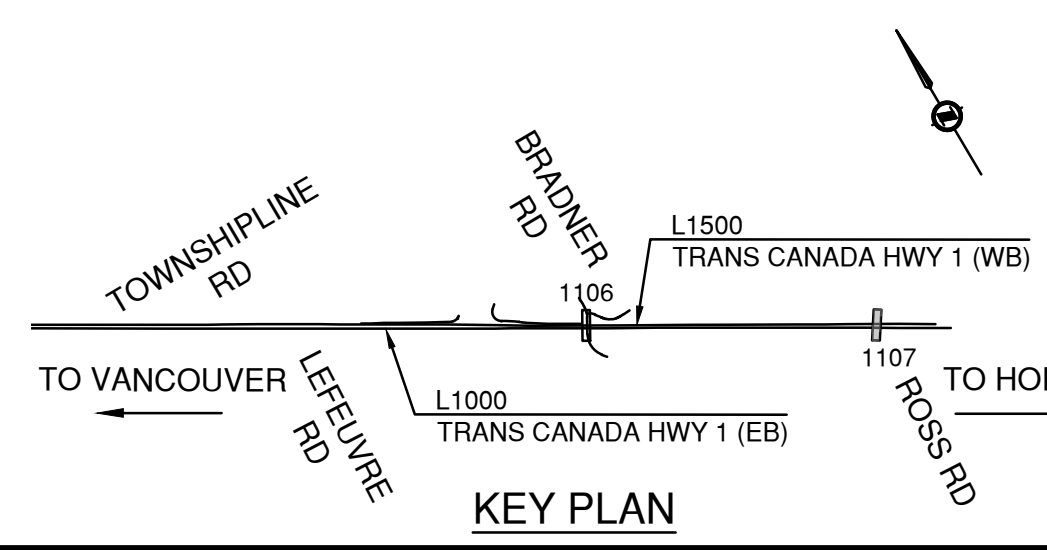 BRADNER
RD
TOWNSHIPLINE
RD
L1500
TRANS CANADA HWY 1 (WB)
1106
1107
TO VANCOUVER
LEFEUVRE
RD
L1000
TRANS CANADA HWY 1 (EB)
ROSS RD
TO
KEY PLAN